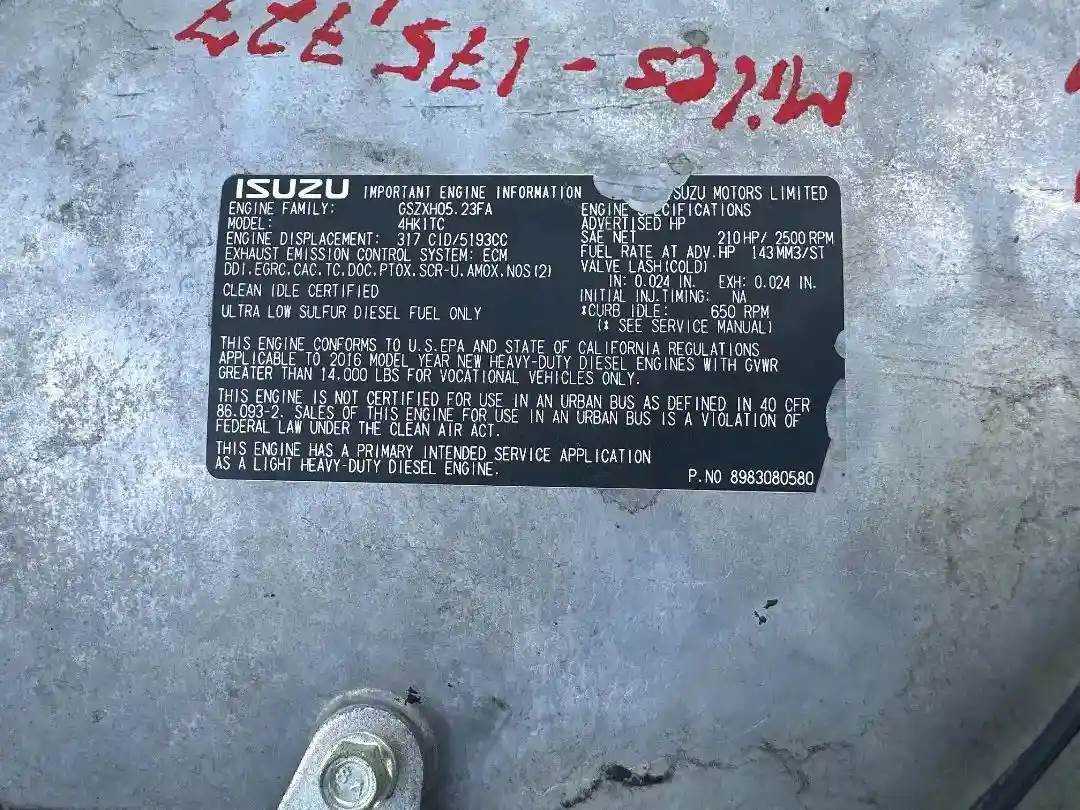 MilES - 175,727
ISUZU IMPORTANT ENGINE INFORMATION
ENGINE FAMILY: GSZXH05.23FA
MODEL: 4HK1TC
ENGINE DISPLACEMENT: 317 CID/5193CC
EXHAUST EMISSION CONTROL SYSTEM: ECM
DDI.EGRC.CAC.TC.DOC.PTOX.SCR-U.AMOX.NOS(2)
CLEAN IDLE CERTIFIED
ULTRA LOW SULFUR DIESEL FUEL ONLY
ISUZU MOTORS LIMITED
ENGINE SPECIFICATIONS
ADVERTISED HP
SAE NET 210HP/ 2500RPM
FUEL RATE AT ADV.HP 143MM3/ST
VALVE LASH(COLD)
IN: 0.024 IN. EXH: 0.024 IN.
INITIAL INJ.TIMING: NA
*CURB IDLE: 650 RPM
(* SEE SERVICE MANUAL)
THIS ENGINE CONFORMS TO U.S.EPA AND STATE OF CALIFORNIA REGULATIONS
APPLICABLE TO 2016 MODEL YEAR NEW HEAVY-DUTY DIESEL ENGINES WITH GVWR
GREATER THAN 14.000 LBS FOR VOCATIONAL VEHICLES ONLY.
THIS ENGINE IS NOT CERTIFIED FOR USE IN AN URBAN BUS AS DEFINED IN 40 CFR
86.093-2. SALES OF THIS ENGINE FOR USE IN AN URBAN BUS IS A VIOLATION OF
FEDERAL LAW UNDER THE CLEAN AIR ACT.
THIS ENGINE HAS A PRIMARY INTENDED SERVICE APPLICATION
AS A LIGHT HEAVY-DUTY DIESEL ENGINE.
P.NO 8983080580